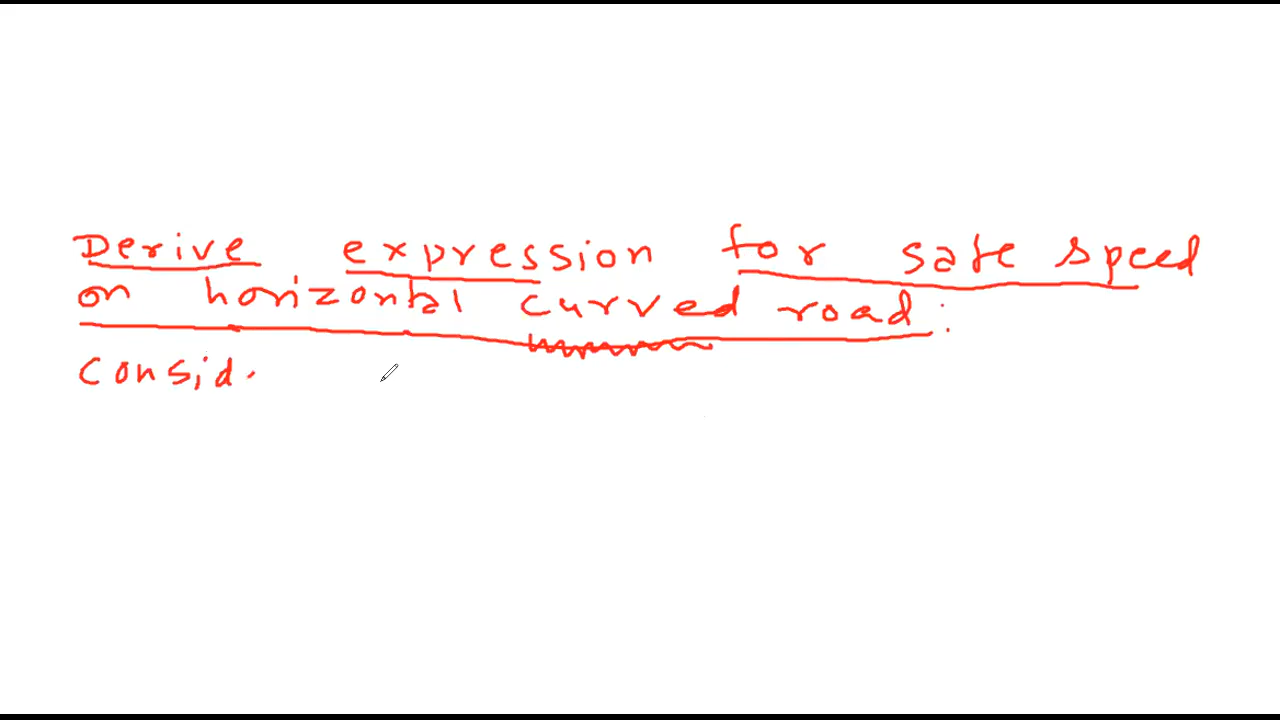 Derive expression for safe speed
on horizontal curved road:
Consid.